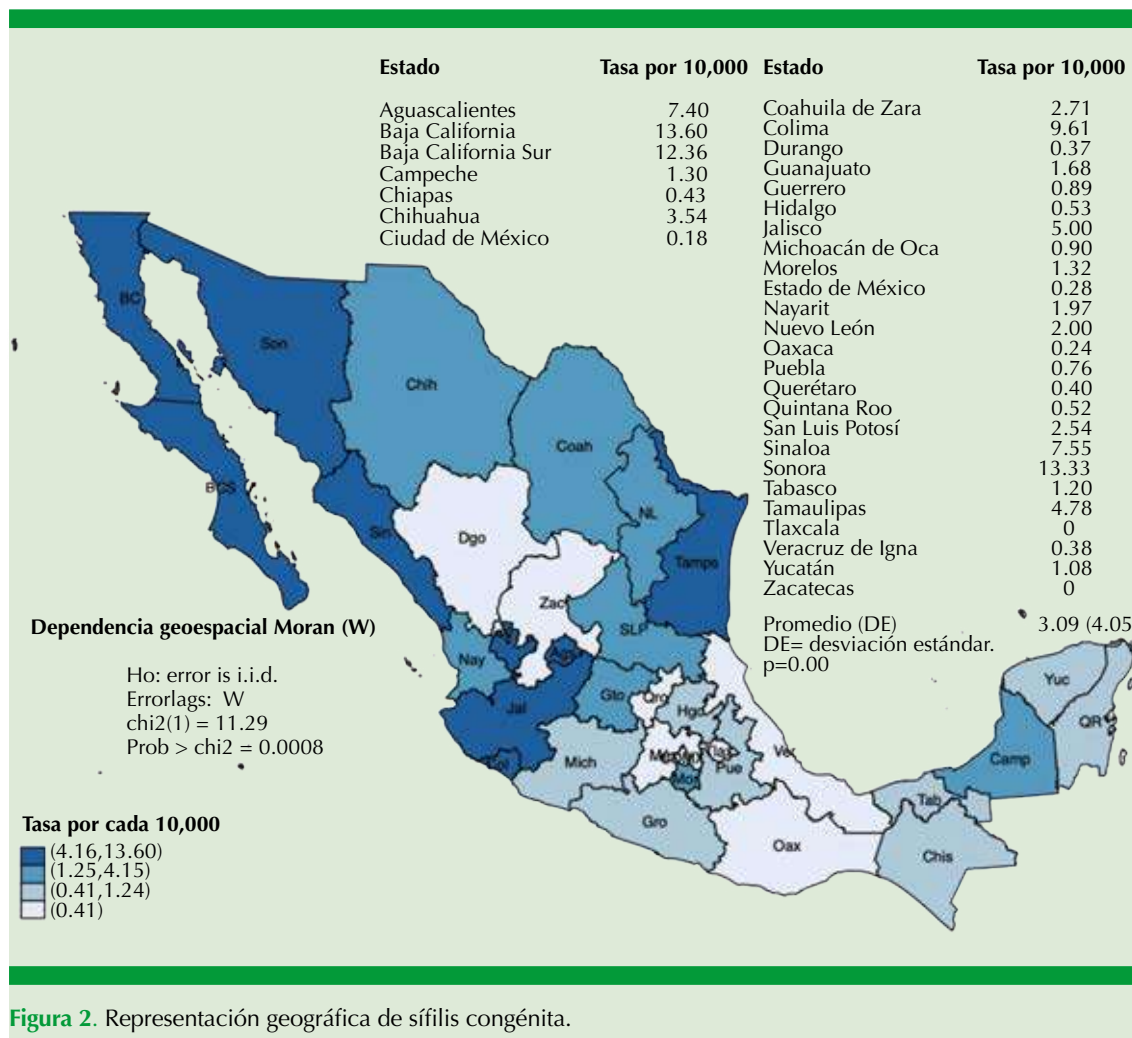 Estado Tasa por 10,000
Aguascalientes 7.40
Baja California 13.60
Baja California Sur 12.36
Campeche 1.30
Chiapas 0.43
Chihuahua 3.54
Ciudad de México 0.18
Estado Tasa por 10,000
Coahuila de Zara 2.71
Colima 9.61
Durango 0.37
Guanajuato 1.68
Guerrero 0.89
Hidalgo 0.53
Jalisco 5.00
Michoacán de Oca 0.90
Morelos 1.32
Estado de México 0.28
Nayarit 1.97
Nuevo León 2.00
Oaxaca 0.24
Puebla 0.76
Querétaro 0.40
Quintana Roo 0.52
San Luis Potosí 2.54
Sinaloa 7.55
Sonora 13.33
Tabasco 1.20
Tamaulipas 4.78
Tlaxcala 0
Veracruz de Igna 0.38
Yucatán 1.08
Zacatecas 0
Promedio (DE) 3.09 (4.05
DE= desviación estándar.
p=0.00
BC
Son
Chih
Coah
BCS
NL
Sin
Dgo
Tamps
Zac
SLP
Nay
Ags
Gto
Qro
Hgo
Jal
Yuc
QR
Col
Mich
Tlax
Mor
Pue
Ver
Camp
Tab
Gro
Oax
Chis
Dependencia geoespacial Moran (W)
Ho: error is i.i.d.
Errorlags: W
chi2(1) = 11.29
Prob > chi2 = 0.0008
Tasa por cada 10,000
(4.16,13.60)
(1.25,4.15)
(0.41,1.24)
(0.41)
Figura 2. Representación geográfica de sífilis congénita.